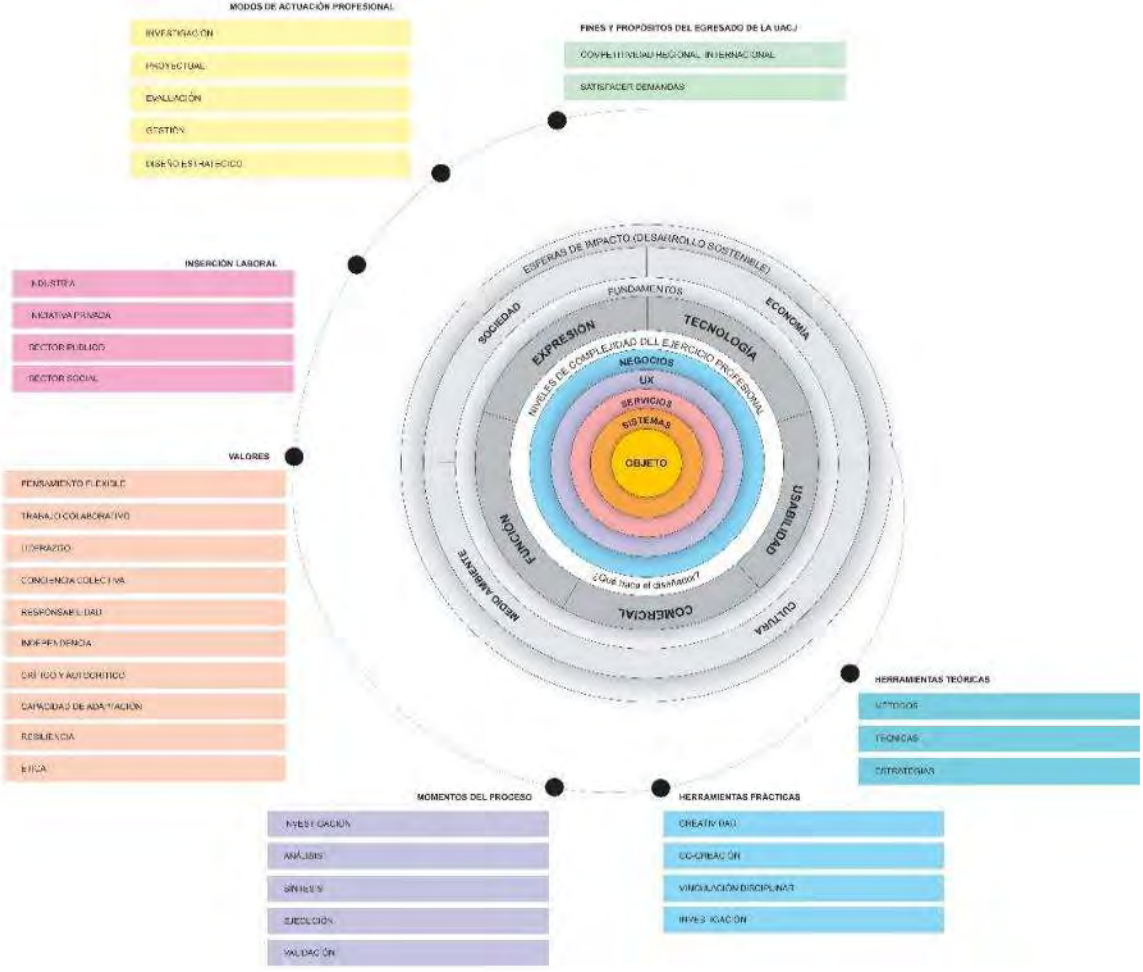 MODOS DE ACTUACIÓN PROFESIONAL
INVESTIGACIÓN
PROYECTUAL
EVALUACIÓN
GESTIÓN
DISEÑO ESTRATÉGICO
FINES Y PROPÓSITOS DEL EGRESADO DE LA UACJ
COMPETITIVIDAD REGIONAL INTERNACIONAL
SATISFACER DEMANDAS
INSERCIÓN LABORAL
INDUSTRIA
INICIATIVA PRIVADA
SECTOR PÚBLICO
SECTOR SOCIAL
VALORES
PENSAMIENTO FLEXIBLE
TRABAJO COLABORATIVO
LIDERAZGO
CONCIENCIA COLECTIVA
RESPONSABILIDAD
INDEPENDENCIA
CRÍTICO Y AUTOCRÍTICO
CAPACIDAD DE ADAPTACIÓN
RESILIENCIA
ÉTICA
ESFERAS DE IMPACTO (DESARROLLO SOSTENIBLE)
SOCIEDAD
ECONOMÍA
CULTURA
MEDIO AMBIENTE
FUNDAMENTOS
EXPRESIÓN
TECNOLOGÍA
USABILIDAD
COMERCIAL
FUNCIÓN
NIVELES DE COMPLEJIDAD DEL EJERCICIO PROFESIONAL
NEGOCIOS
UX
SERVICIOS
SISTEMAS
OBJETO
¿Qué hace el diseñador?
HERRAMIENTAS TEÓRICAS
MÉTODOS
TÉCNICAS
ESTRATEGIAS
MOMENTOS DEL PROCESO
INVESTIGACIÓN
ANÁLISIS
SÍNTESIS
EJECUCIÓN
VALIDACIÓN
HERRAMIENTAS PRÁCTICAS
CREATIVIDAD
CO-CREACIÓN
VINCULACIÓN DISCIPLINAR
INVESTIGACIÓN